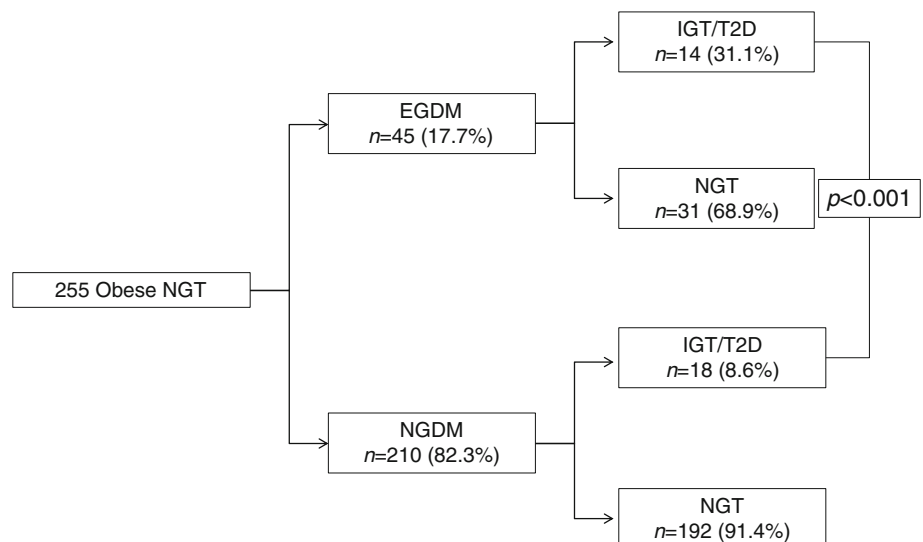 255 Obese NGT
EGDM
n=45 (17.7%)
NGDM
n=210 (82.3%)
IGT/T2D
n=14 (31.1%)
NGT
n=31 (68.9%)
IGT/T2D
n=18 (8.6%)
NGT
n=192 (91.4%)
p<0.001